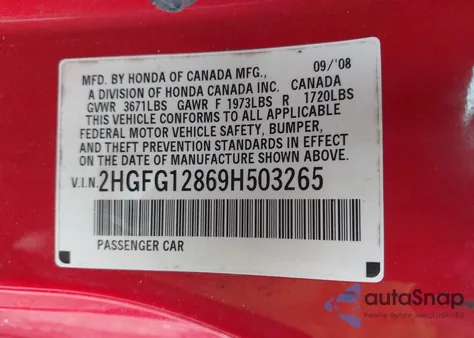 MFD. BY HONDA OF CANADA MFG., 09/'08
A DIVISION OF HONDA CANADA INC. CANADA
GVWR 3671LBS GAWR F 1973LBS R 1720LBS
THIS VEHICLE CONFORMS TO ALL APPLICABLE
FEDERAL MOTOR VEHICLE SAFETY, BUMPER,
AND THEFT PREVENTION STANDARDS IN EFFECT
ON THE DATE OF MANUFACTURE SHOWN ABOVE.
V.I.N. 2HGFG12869H503265
PASSENGER CAR
autoSnap